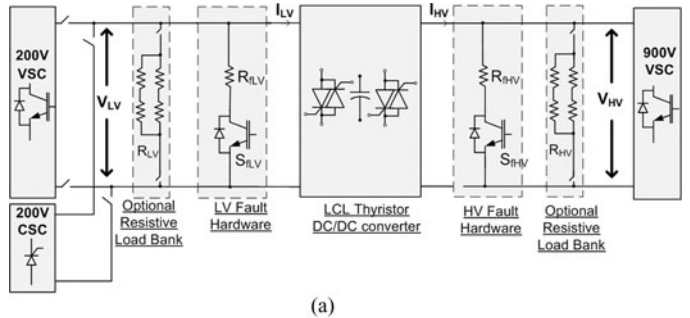 I_LV
I_HV
200V
VSC
V_LV
R_LV
R_fLV
S_fLV
R_fHV
S_fHV
R_HV
V_HV
900V
VSC
200V
CSC
Optional
Resistive
Load Bank
LV Fault
Hardware
LCL Thyristor
DC/DC converter
HV Fault
Hardware
Optional
Resistive
Load Bank
(a)